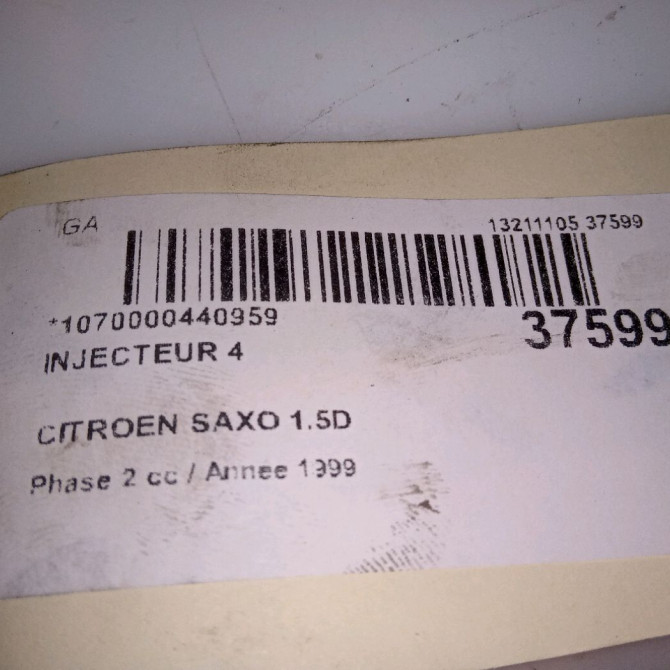 GA 13211105 37599
*1070000440959 37599
INJECTEUR 4
CITROEN SAXO 1.5D
Phase 2 cc / Annee 1999